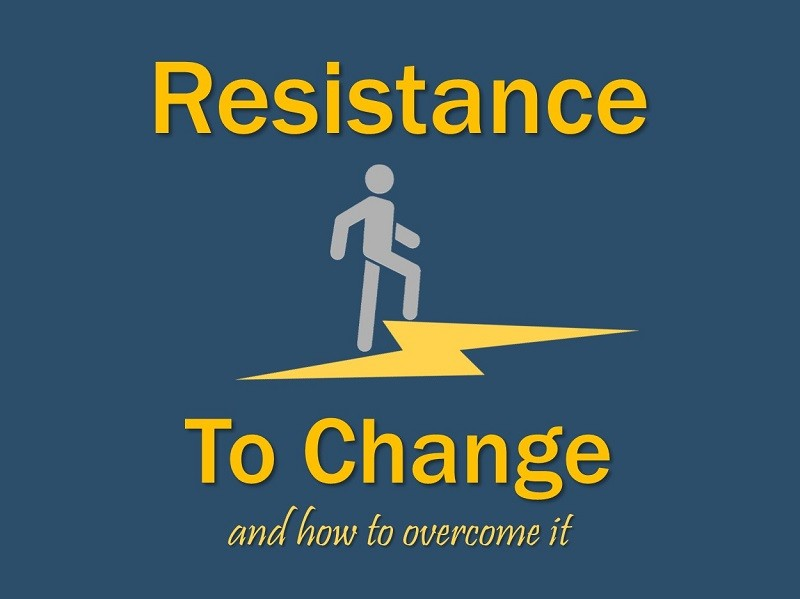 Resistance
To Change
and how to overcome it